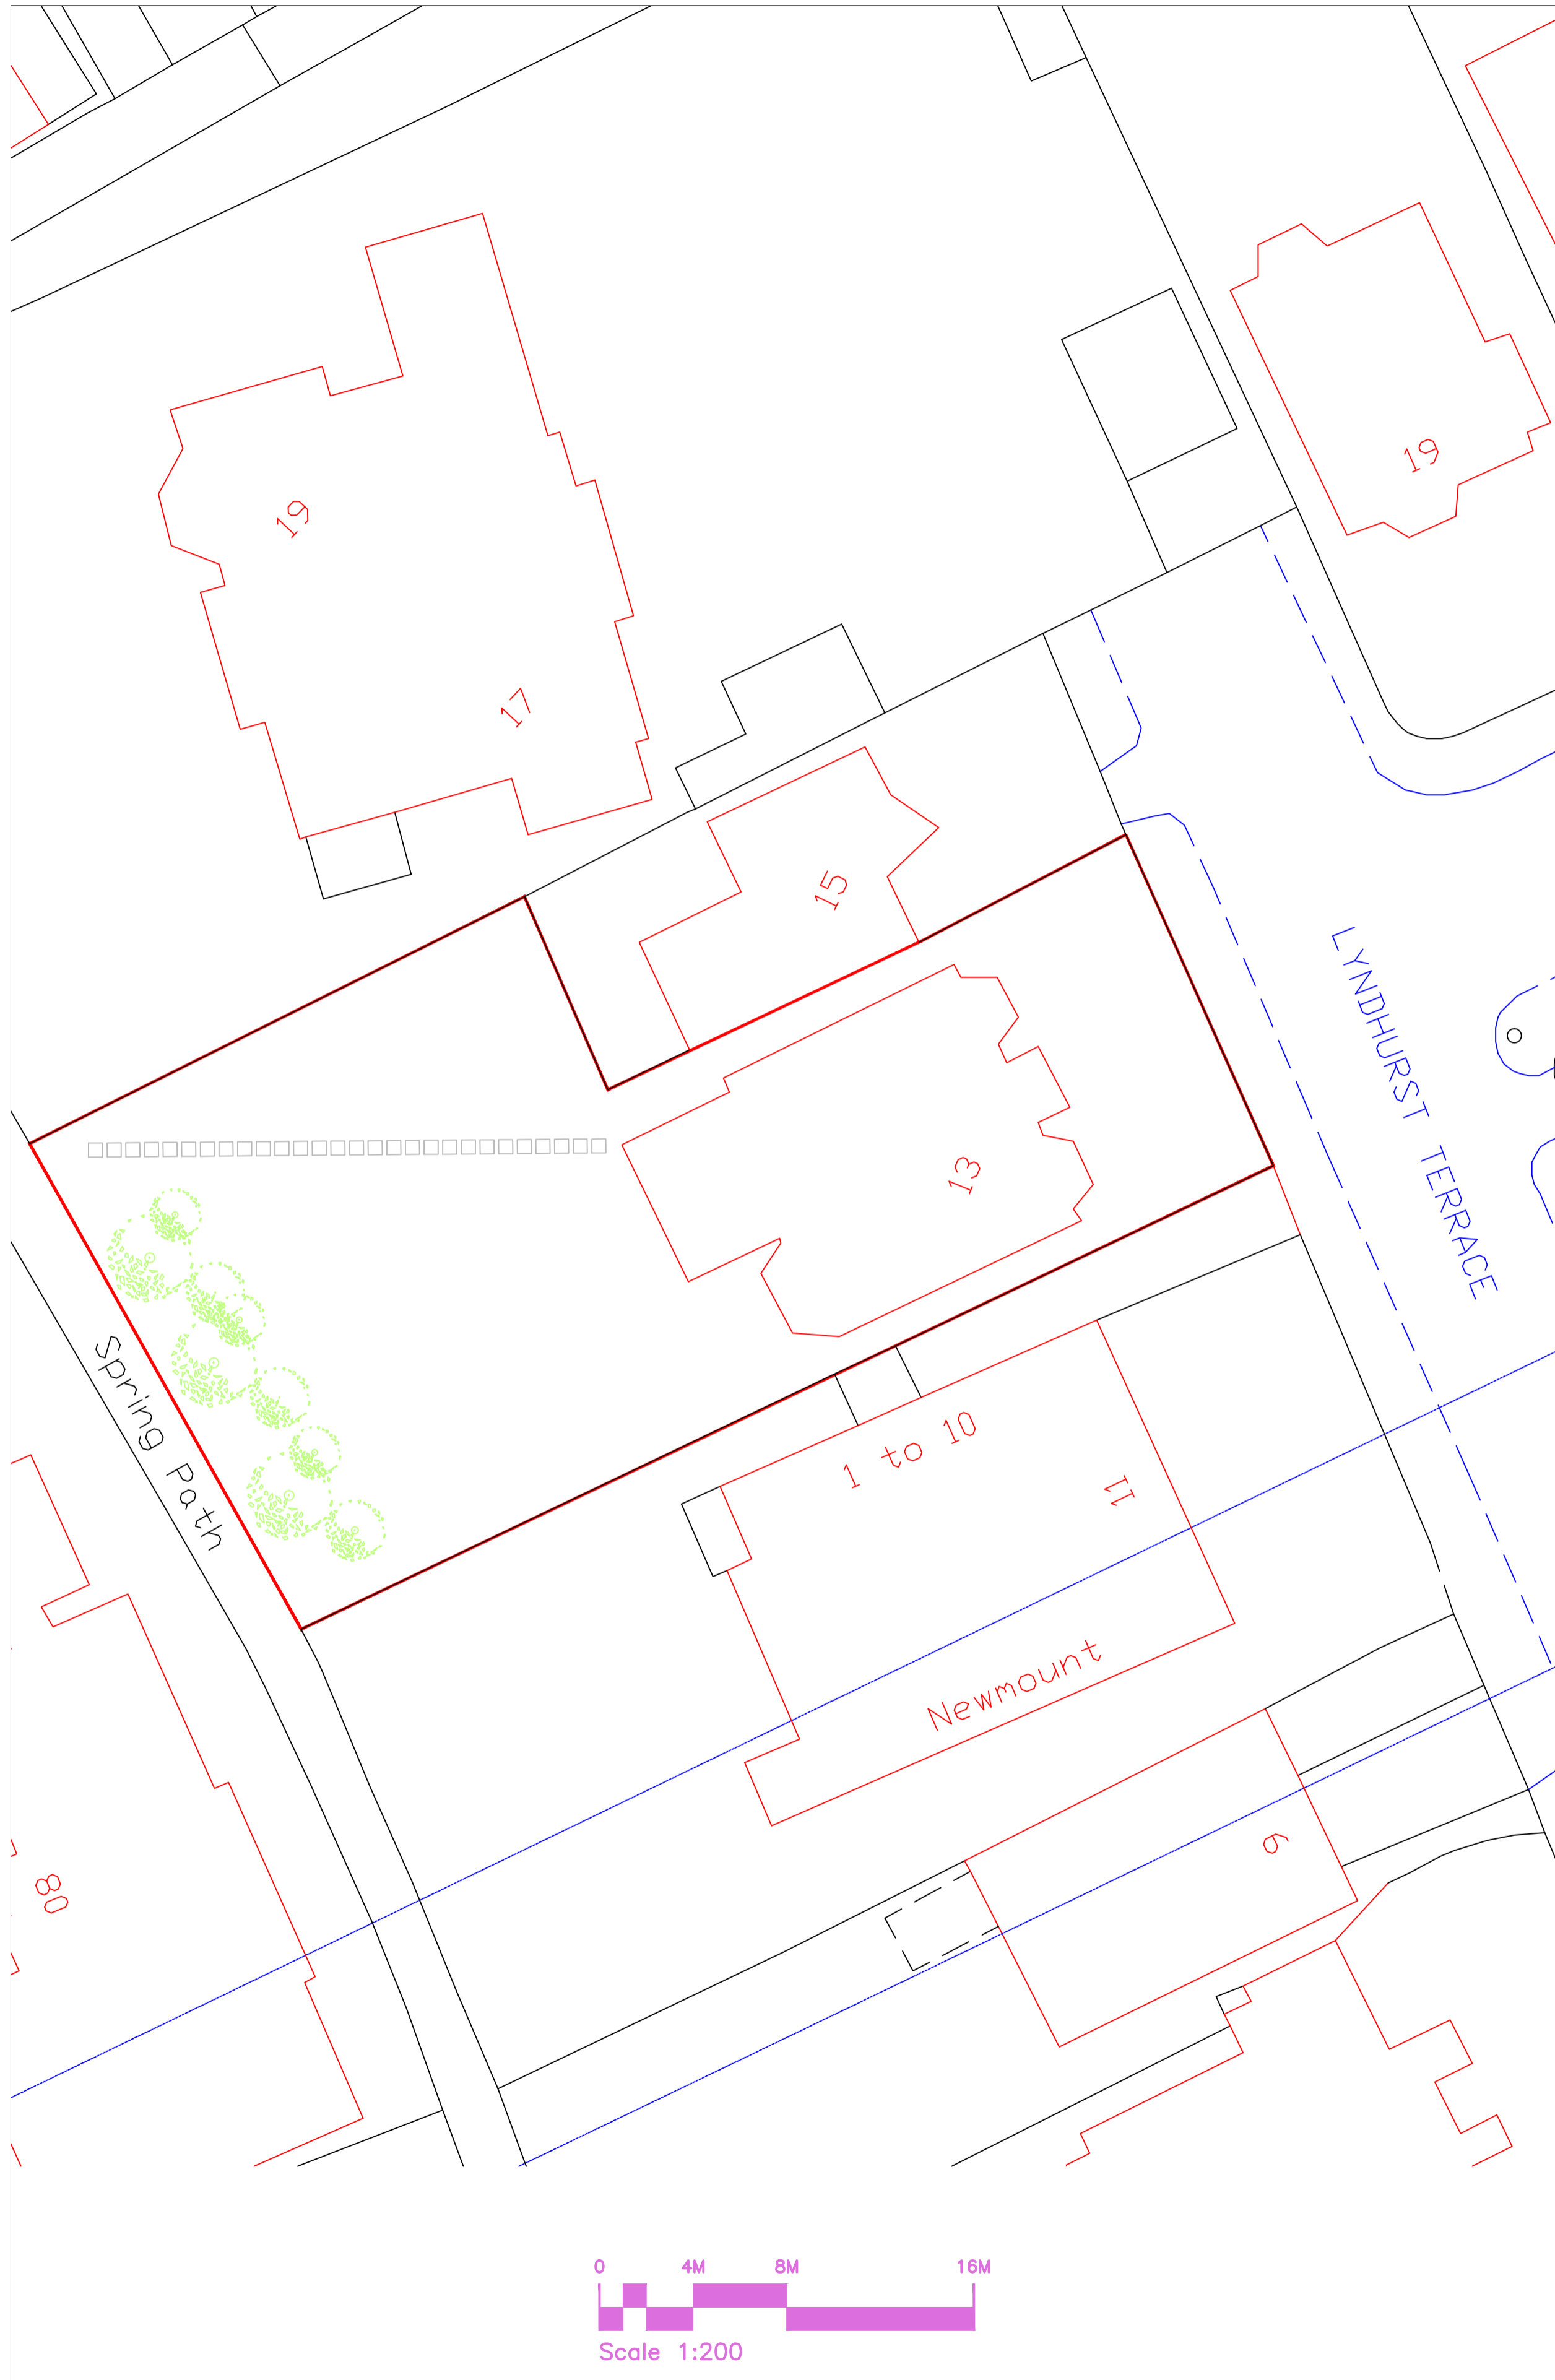 19
19
17
15
LYNDHURST TERRACE
13
Spring Path
1 to 10
11
Newmount
9
80
0 4M 8M 16M
Scale 1:200